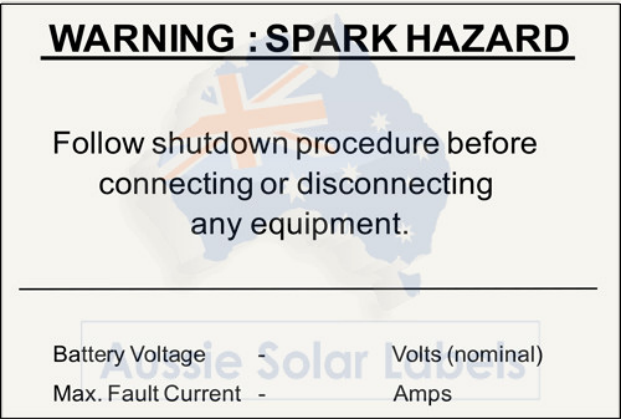 WARNING : SPARK HAZARD
Follow shutdown procedure before
connecting or disconnecting
any equipment.
Battery Voltage - Volts (nominal)
Max. Fault Current - Amps
Aussie Solar Labels